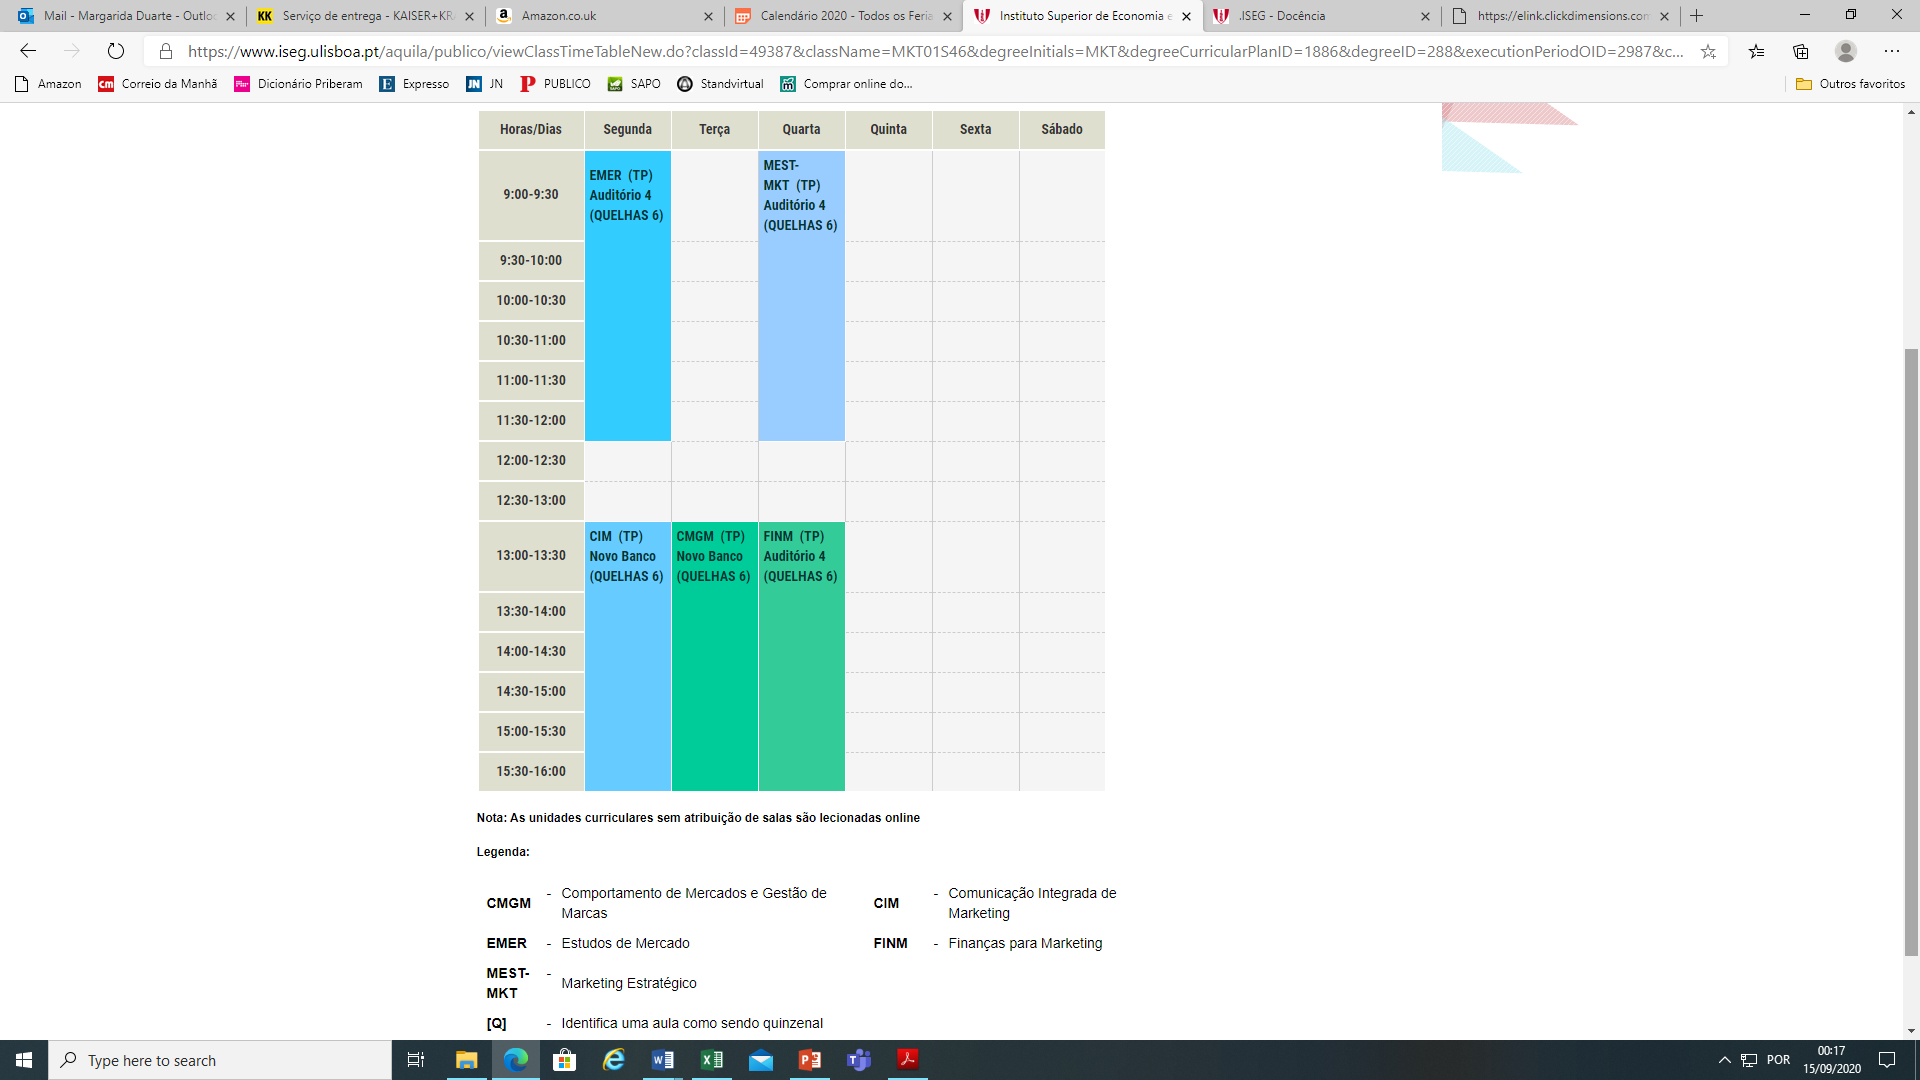 Mail - Margarida Duarte - Outlo
Serviço de entrega - KAISER+KR
Amazon.co.uk
Calendário 2020 - Todos os Feria
Instituto Superior de Economia e
.ISEG - Docência
https://elink.clickdimensions.com
https://www.iseg.ulisboa.pt/aquila/publico/viewClassTimeTableNew.do?classId=49387&className=MKT01S46&degreeInitials=MKT&degreeCurricularPlanID=1886&degreeID=288&executionPeriodOID=2987&c...
Amazon
Correio da Manhã
Dicionário Priberam
Expresso
JN
PUBLICO
SAPO
Standvirtual
Comprar online do...
Outros favoritos
Horas/Dias Segunda Terça Quarta Quinta Sexta Sábado
9:00-9:30
EMER (TP)
Auditório 4
(QUELHAS 6)
MEST-
MKT (TP)
Auditório 4
(QUELHAS 6)
9:30-10:00
10:00-10:30
10:30-11:00
11:00-11:30
11:30-12:00
12:00-12:30
12:30-13:00
13:00-13:30
CIM (TP)
Novo Banco
(QUELHAS 6)
CMGM (TP)
Novo Banco
(QUELHAS 6)
FINM (TP)
Auditório 4
(QUELHAS 6)
13:30-14:00
14:00-14:30
14:30-15:00
15:00-15:30
15:30-16:00
Nota: As unidades curriculares sem atribuição de salas são lecionadas online
Legenda:
CMGM - Comportamento de Mercados e Gestão de
Marcas
CIM - Comunicação Integrada de
Marketing
EMER - Estudos de Mercado
FINM - Finanças para Marketing
MEST-
MKT - Marketing Estratégico
[Q] - Identifica uma aula como sendo quinzenal
Type here to search
POR
00:17
15/09/2020